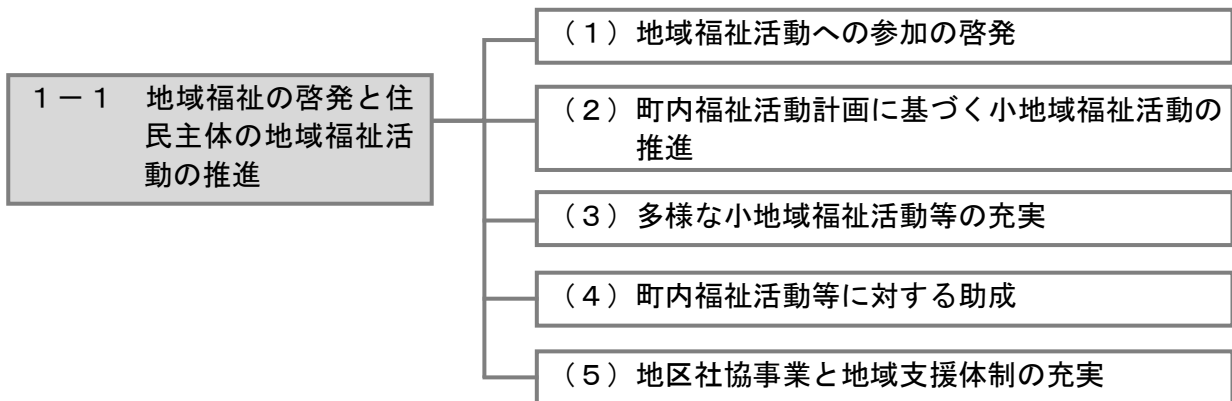 １－１　地域福祉の啓発と住
民主体の地域福祉活
動の推進
（１）地域福祉活動への参加の啓発
（２）町内福祉活動計画に基づく小地域福祉活動の
推進
（３）多様な小地域福祉活動等の充実
（４）町内福祉活動等に対する助成
（５）地区社協事業と地域支援体制の充実